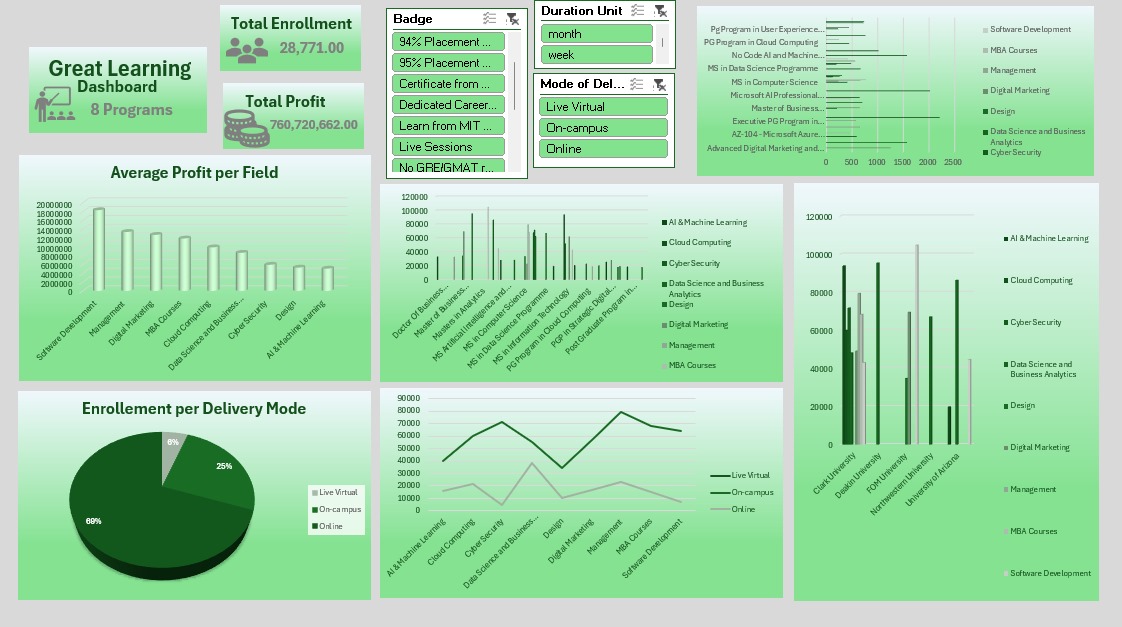 Great Learning
Dashboard
8 Programs
Total Enrollment
28,771.00
Total Profit
760,720,662.00
Badge
94% Placement ...
95% Placement ...
Certificate from ...
Dedicated Career...
Learn from MIT ...
Live Sessions
No GRE/GMAT r...
Duration Unit
month
week
Mode of Del...
Live Virtual
On-campus
Online
Pg Program in User Experience...
PG Program in Cloud Computing
No Code AI and Machine...
MS in Data Science Programme
MS in Computer Science
Microsoft AI Professional...
Master of Business...
Executive PG Program in...
AZ-104 - Microsoft Azure...
Advanced Digital Marketing and...
0 500 1000 1500 2000 2500
Software Development
MBA Courses
Management
Digital Marketing
Design
Data Science and Business
Analytics
Cyber Security
Average Profit per Field
20000000
18000000
16000000
14000000
12000000
10000000
8000000
6000000
4000000
2000000
0
Software Development
Management
Digital Marketing
MBA Courses
Cloud Computing
Data Science and Business...
Cyber Security
Design
AI & Machine Learning
120000
100000
80000
60000
40000
20000
0
Doctor Of Business...
Master of Business...
Masters in Analytics
MS Artificial Intelligence and...
MS in Computer Science
MS in Data Science Programme
MS in Information Technology
PG Program in Cloud Computing
PGP in Strategic Digital...
Post Graduate Program in...
AI & Machine Learning
Cloud Computing
Cyber Security
Data Science and Business
Analytics
Design
Digital Marketing
Management
MBA Courses
120000
100000
80000
60000
40000
20000
0
Clark University
Deakin University
FOM University
Northwestern University
University of Arizona
AI & Machine Learning
Cloud Computing
Cyber Security
Data Science and
Business Analytics
Design
Digital Marketing
Management
MBA Courses
Software Development
Enrollement per Delivery Mode
6%
25%
69%
Live Virtual
On-campus
Online
90000
80000
70000
60000
50000
40000
30000
20000
10000
0
AI & Machine Learning
Cloud Computing
Cyber Security
Data Science and Business...
Design
Digital Marketing
Management
MBA Courses
Software Development
Live Virtual
On-campus
Online